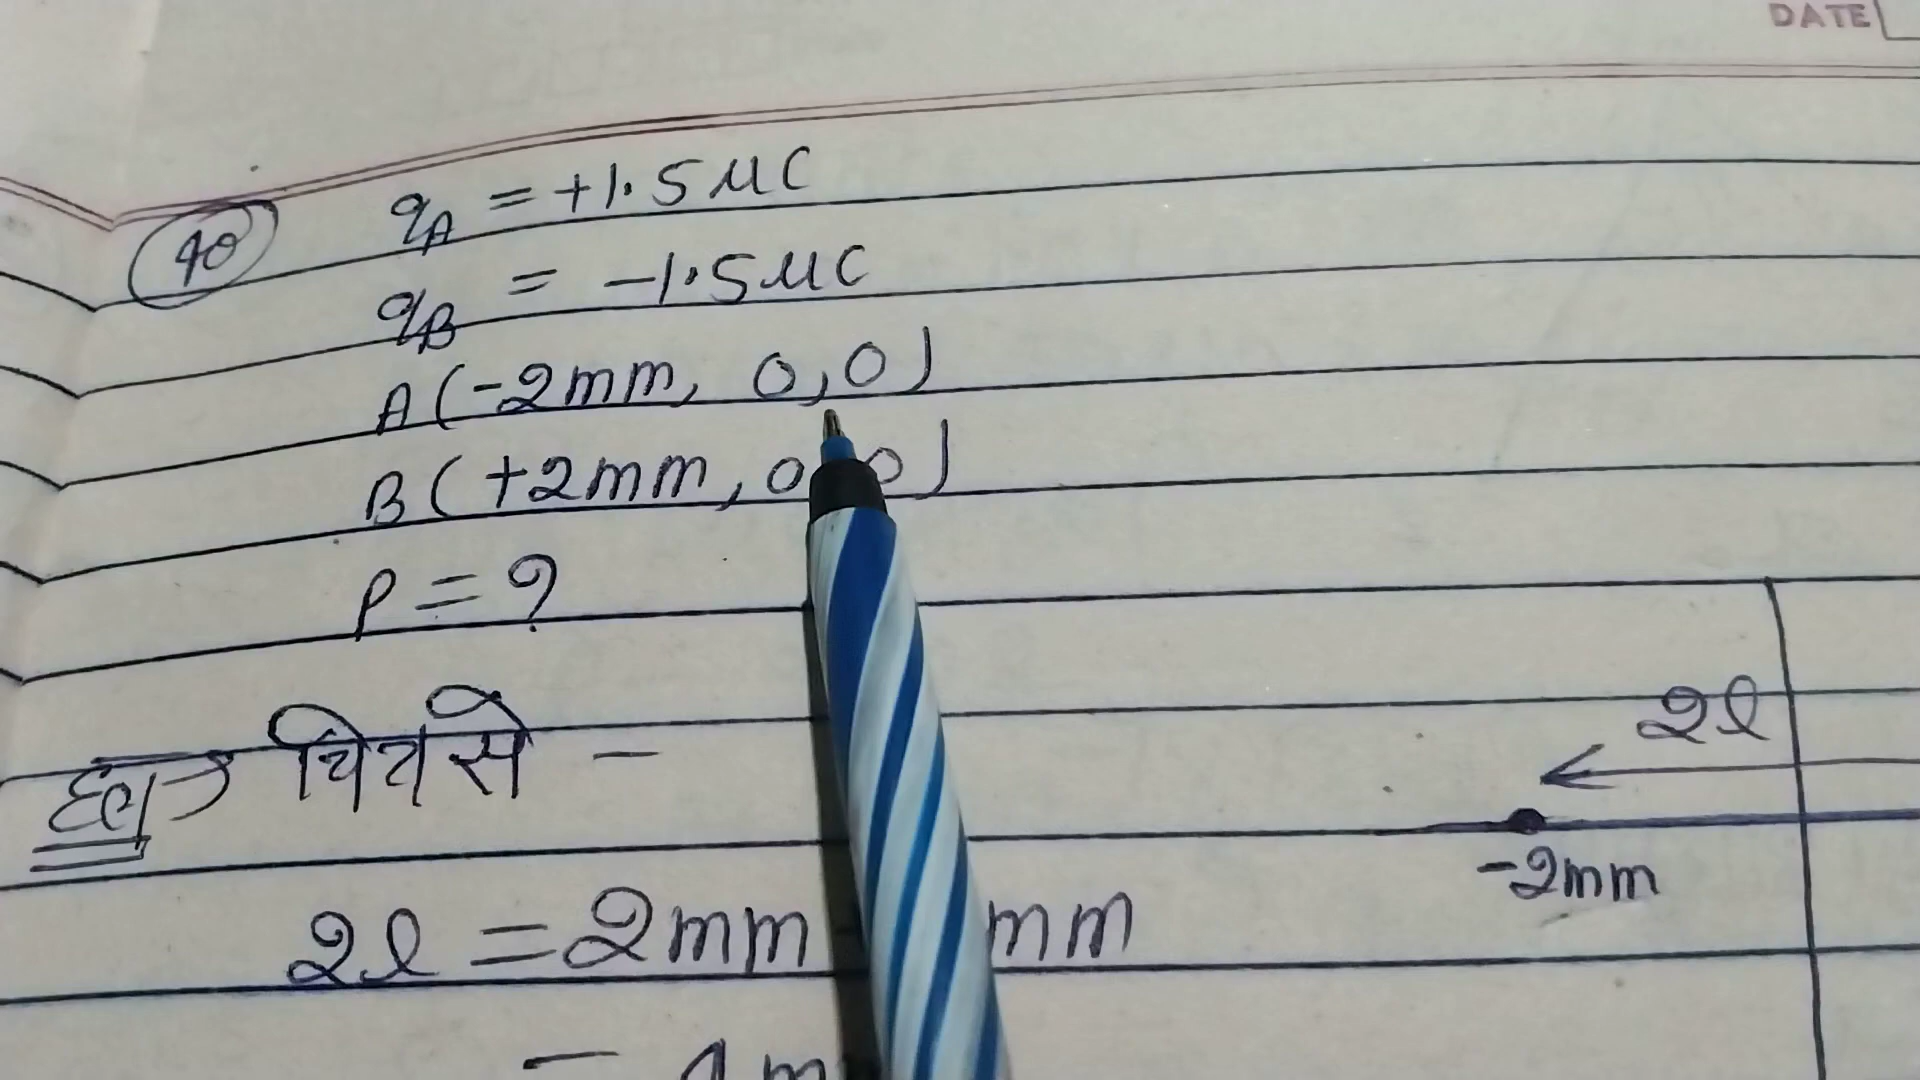 DATE
40
qA = +1.5 μC
qB = -1.5 μC
A(-2mm, 0,0)
B(+2mm, 0 0)
P = ?
हल→ चित्र से -
2l
-2mm
2l = 2mm mm